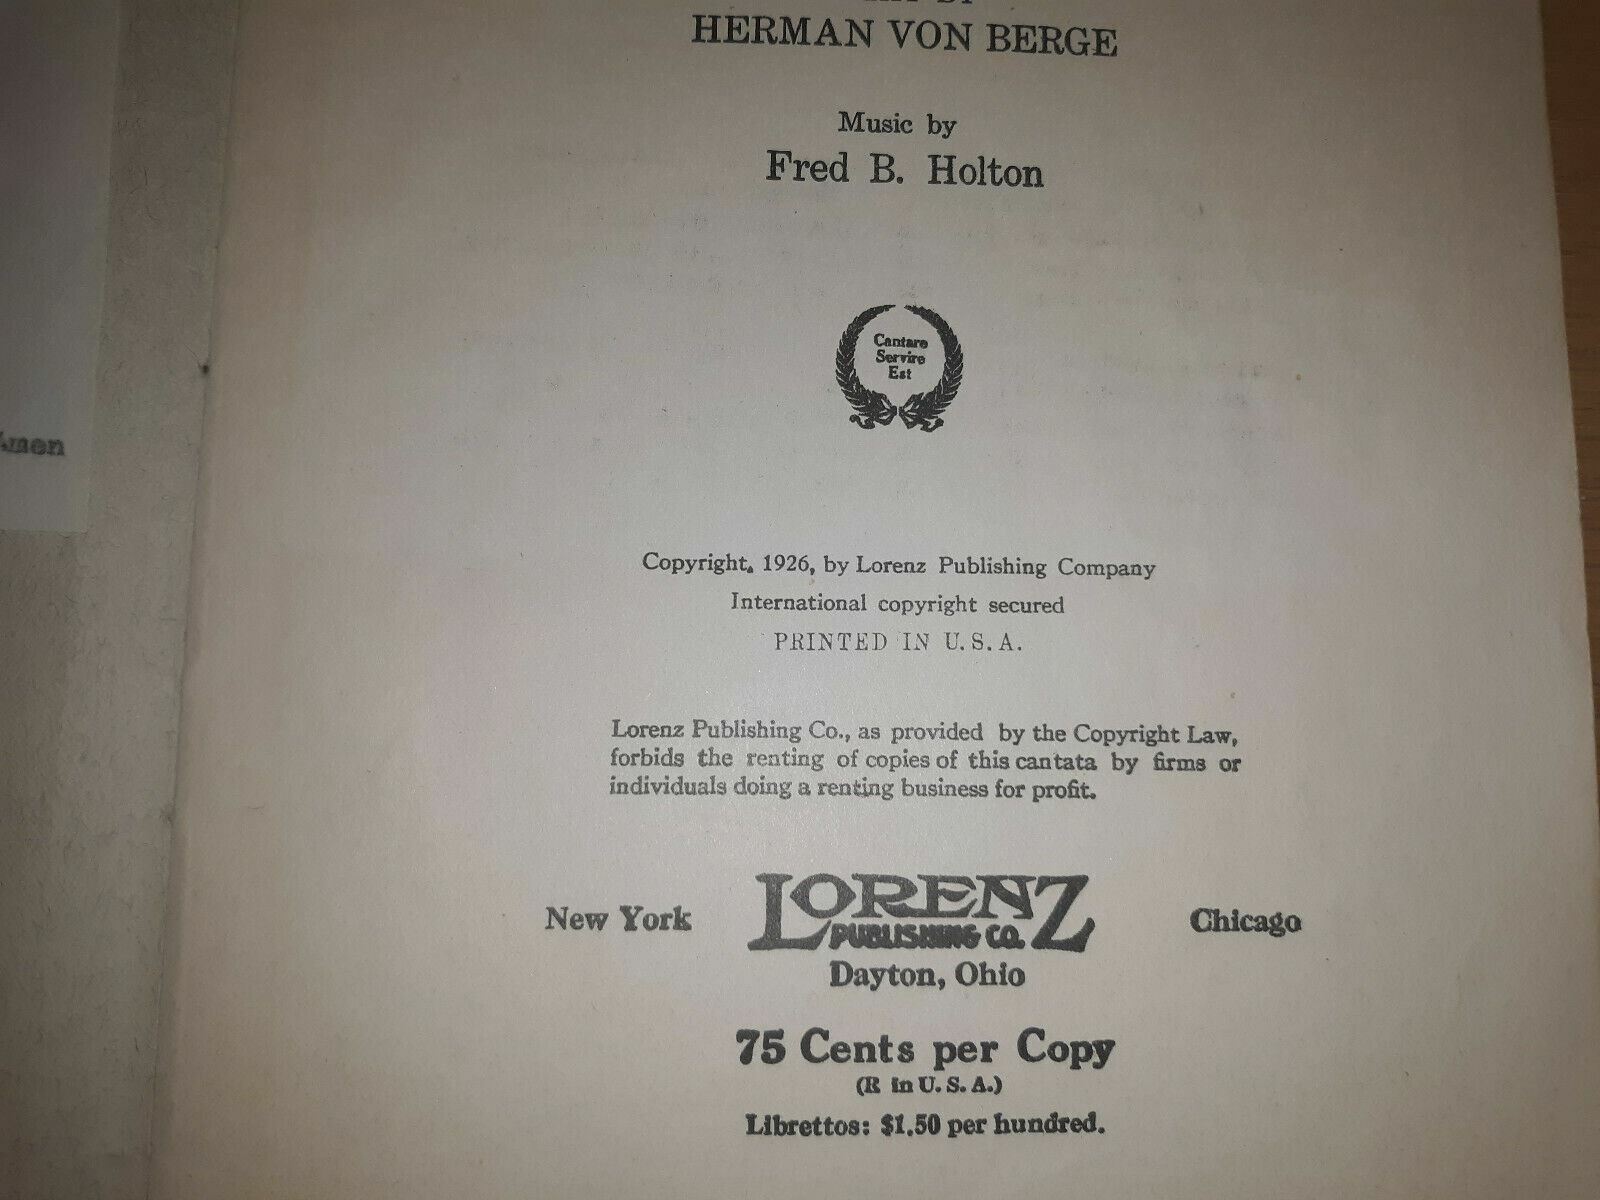 HERMAN VON BERGE
Music by
Fred B. Holton
Cantare
Servire
Est
Amen
Copyright, 1926, by Lorenz Publishing Company
International copyright secured
PRINTED IN U.S.A.
Lorenz Publishing Co., as provided by the Copyright Law,
forbids the renting of copies of this cantata by firms or
individuals doing a renting business for profit.
New York
LORENZ
PUBLISHING CO.
Chicago
Dayton, Ohio
75 Cents per Copy
(R in U.S.A.)
Librettos: $1.50 per hundred.